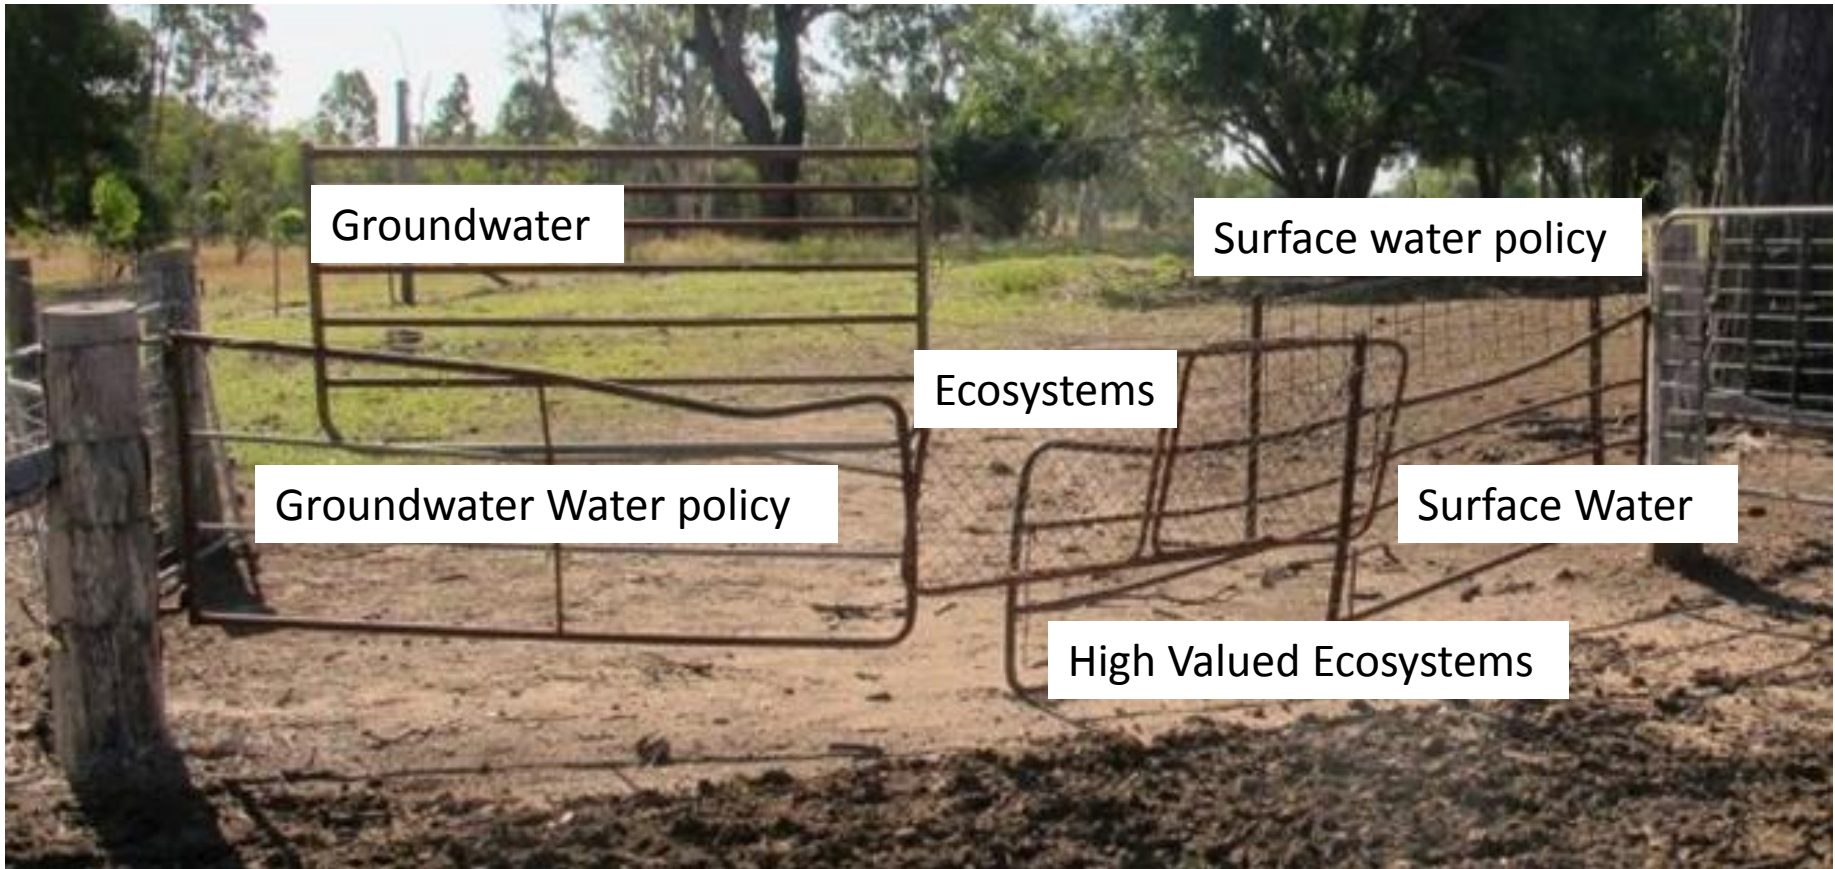 Groundwater
Surface water policy
Ecosystems
Groundwater Water policy
Surface Water
High Valued Ecosystems